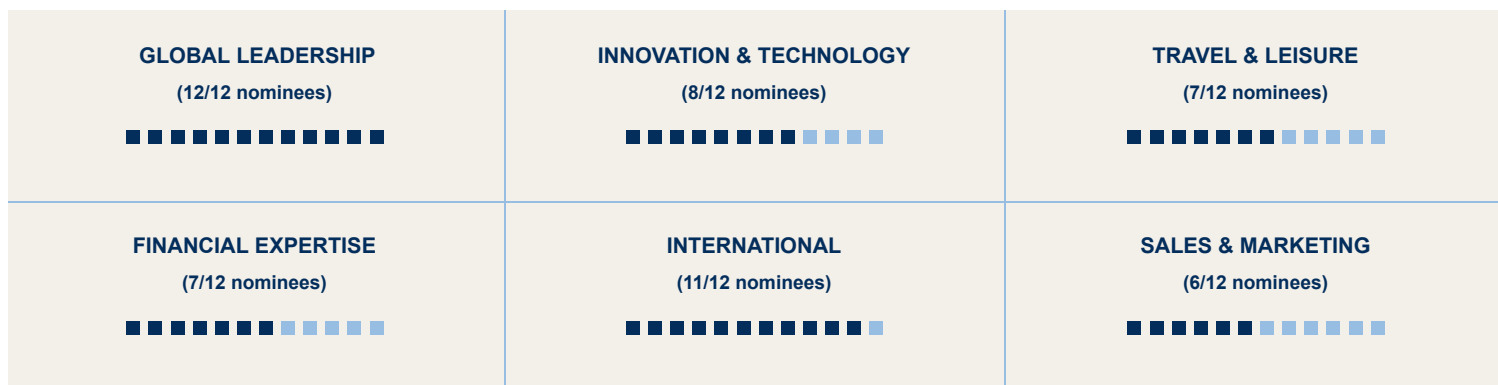 GLOBAL LEADERSHIP
(12/12 nominees)
INNOVATION & TECHNOLOGY
(8/12 nominees)
TRAVEL & LEISURE
(7/12 nominees)
FINANCIAL EXPERTISE
(7/12 nominees)
INTERNATIONAL
(11/12 nominees)
SALES & MARKETING
(6/12 nominees)